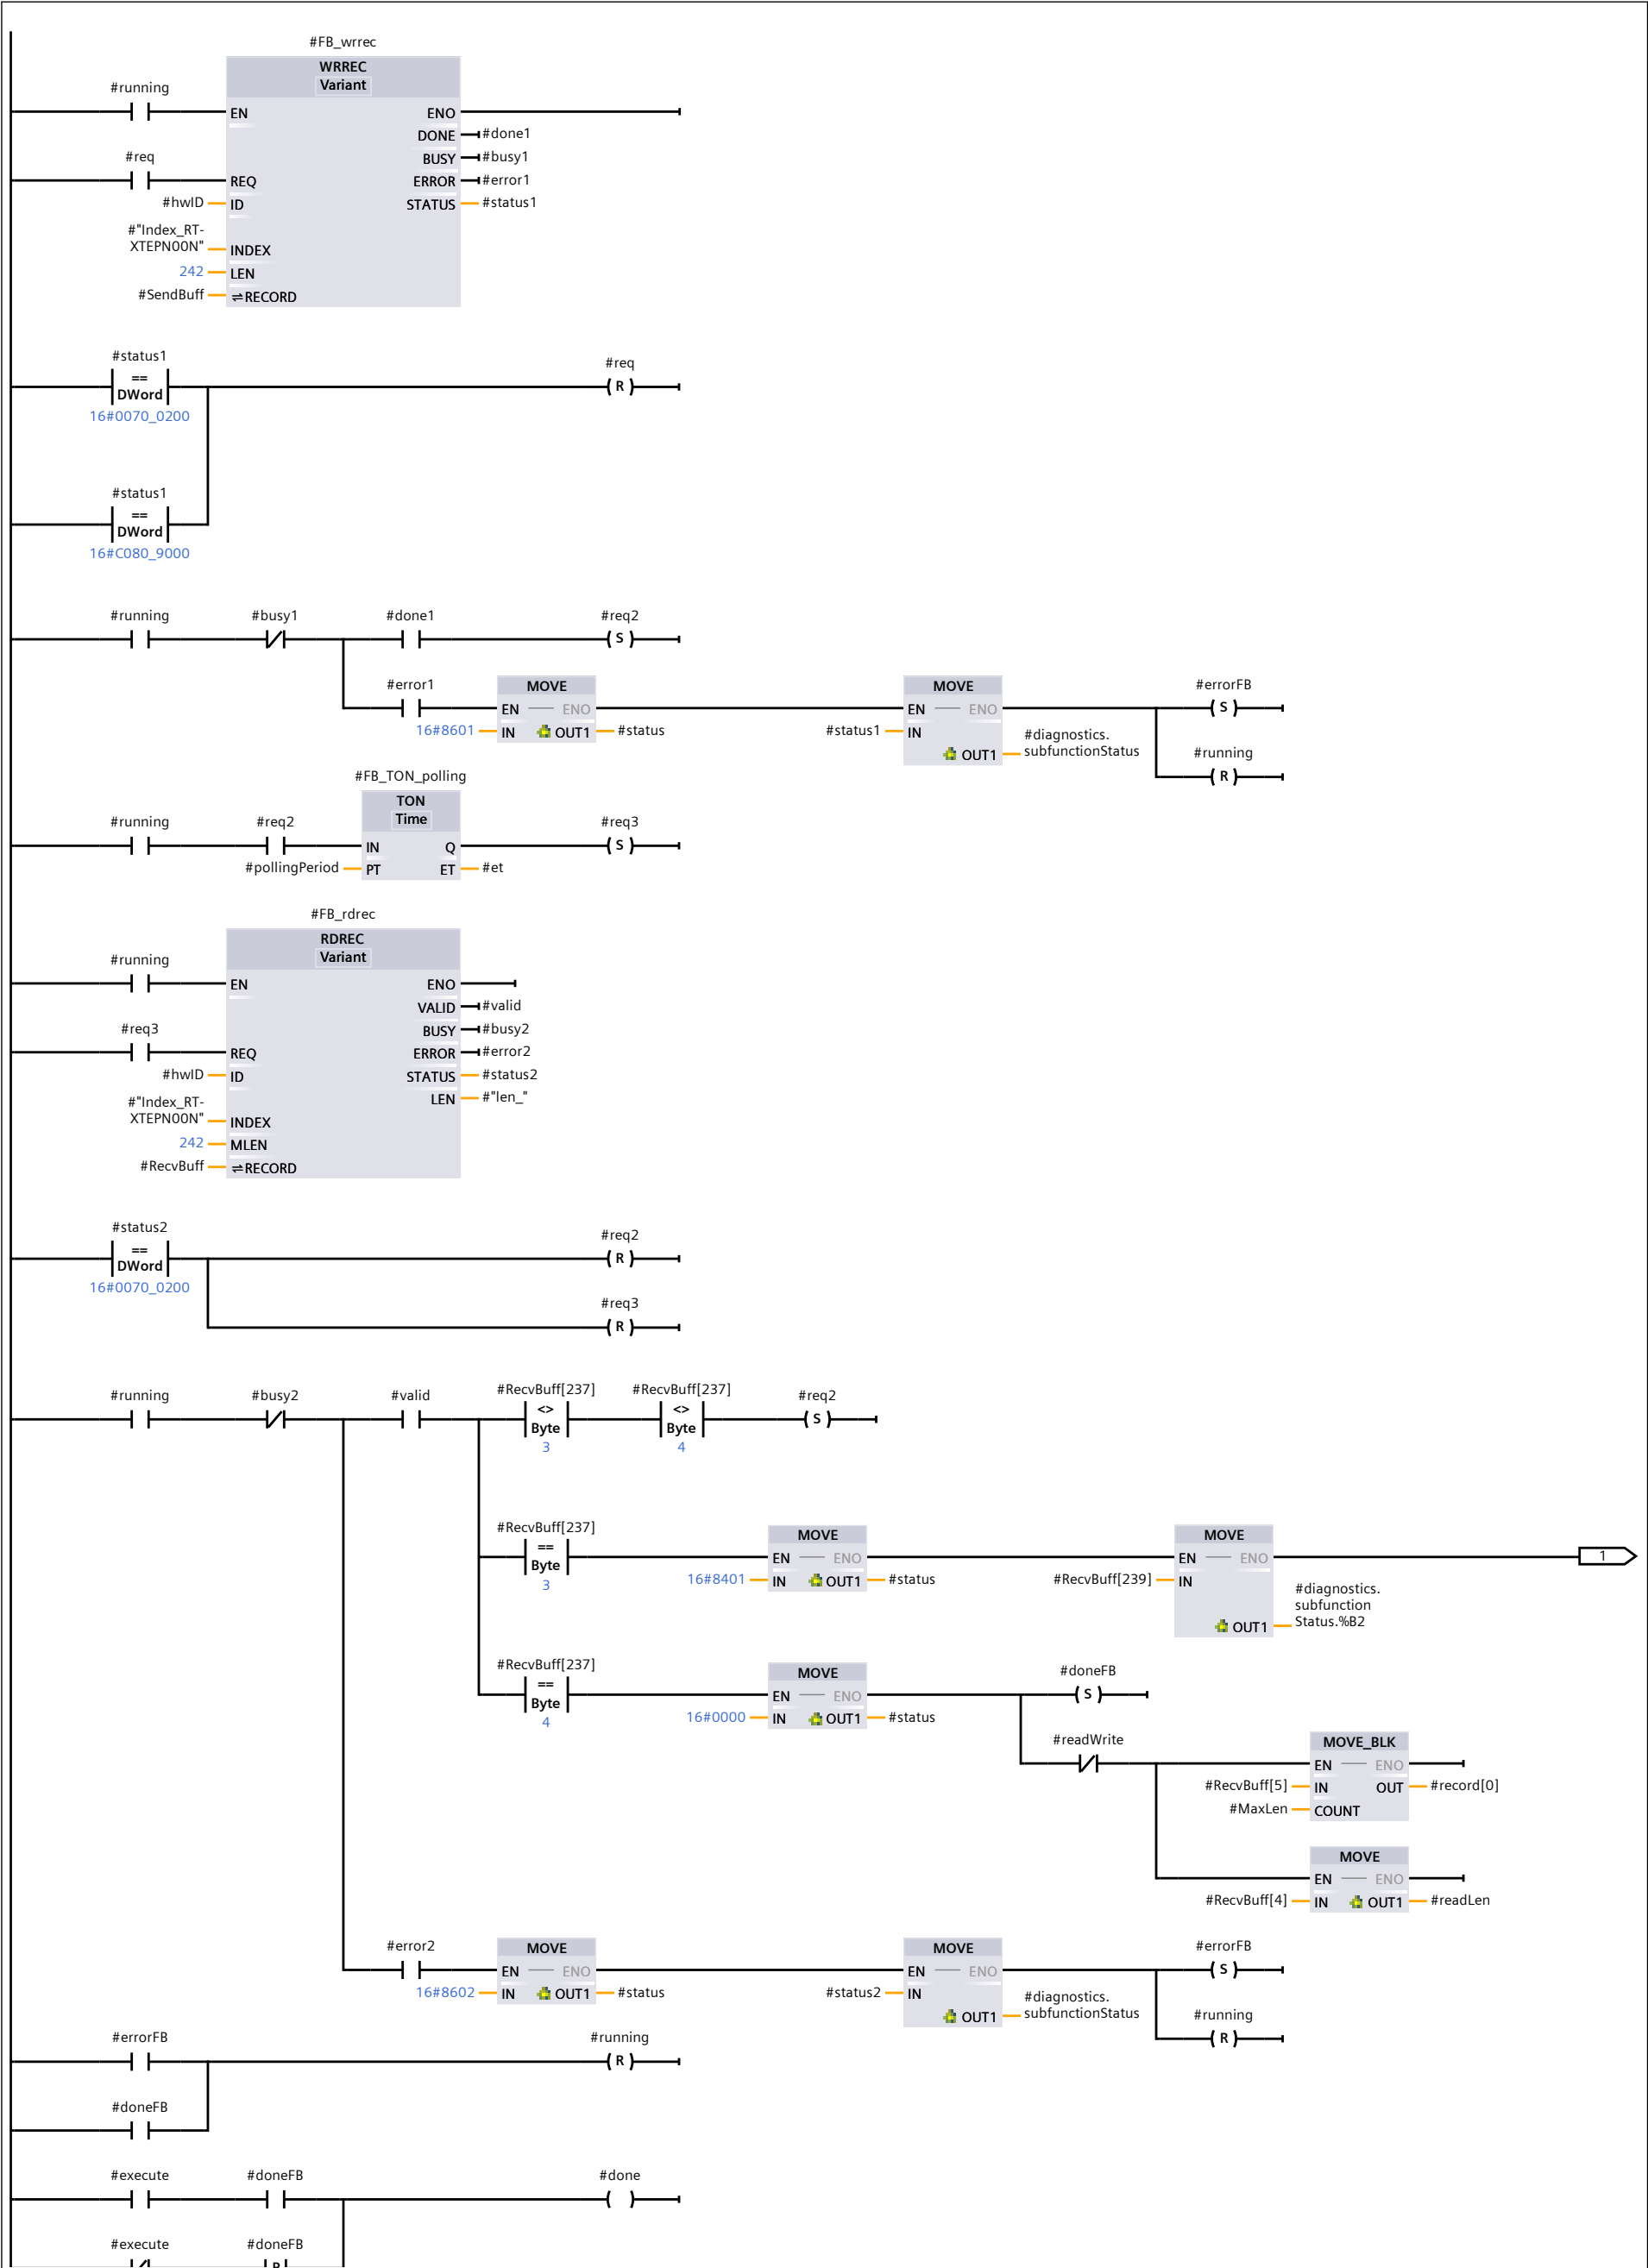 #FB_wrrec
WRREC
Variant
#running
EN
ENO
DONE
#done1
BUSY
#busy1
#req
REQ
ERROR
#error1
#hwID
ID
STATUS
#status1
#"Index_RT-
XTEPN00N"
INDEX
242
LEN
#SendBuff
⇌RECORD
#status1
==
DWord
16#0070_0200
#req
( R )
#status1
==
DWord
16#C080_9000
#running
#busy1
#done1
#req2
( S )
#error1
MOVE
EN
ENO
16#8601
IN
OUT1
#status
MOVE
EN
ENO
#status1
IN
OUT1
#diagnostics.
subfunctionStatus
#errorFB
( S )
#running
( R )
#FB_TON_polling
TON
Time
#running
#req2
IN
Q
#req3
( S )
#pollingPeriod
PT
ET
#et
#FB_rdrec
RDREC
Variant
#running
EN
ENO
VALID
#valid
BUSY
#busy2
#req3
REQ
ERROR
#error2
#hwID
ID
STATUS
#status2
LEN
#"len_"
#"Index_RT-
XTEPN00N"
INDEX
242
MLEN
#RecvBuff
⇌RECORD
#status2
==
DWord
16#0070_0200
#req2
( R )
#req3
( R )
#running
#busy2
#valid
#RecvBuff[237]
<>
Byte
3
#RecvBuff[237]
<>
Byte
4
#req2
( S )
#RecvBuff[237]
==
Byte
3
MOVE
EN
ENO
16#8401
IN
OUT1
#status
MOVE
EN
ENO
#RecvBuff[239]
IN
OUT1
#diagnostics.
subfunction
Status.%B2
1
#RecvBuff[237]
==
Byte
4
MOVE
EN
ENO
16#0000
IN
OUT1
#status
#doneFB
( S )
#readWrite
MOVE_BLK
EN
ENO
#RecvBuff[5]
IN
OUT
#record[0]
#MaxLen
COUNT
MOVE
EN
ENO
#RecvBuff[4]
IN
OUT1
#readLen
#error2
MOVE
EN
ENO
16#8602
IN
OUT1
#status
MOVE
EN
ENO
#status2
IN
OUT1
#diagnostics.
subfunctionStatus
#errorFB
( S )
#running
( R )
#errorFB
#running
( R )
#doneFB
#execute
#doneFB
#done
( )
#execute
#doneFB